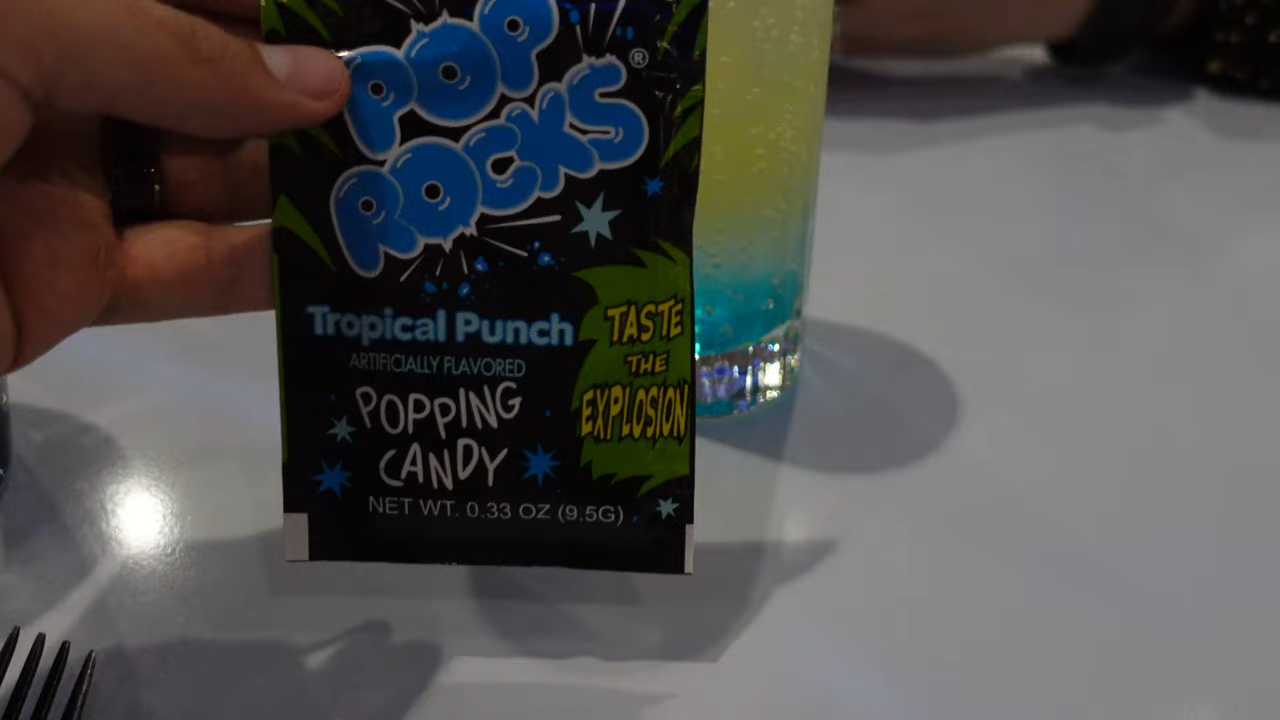 POP
ROCKS®
Tropical Punch
ARTIFICIALLY FLAVORED
POPPING
CANDY
TASTE
THE
EXPLOSION
NET WT. 0.33 OZ (9.5G)